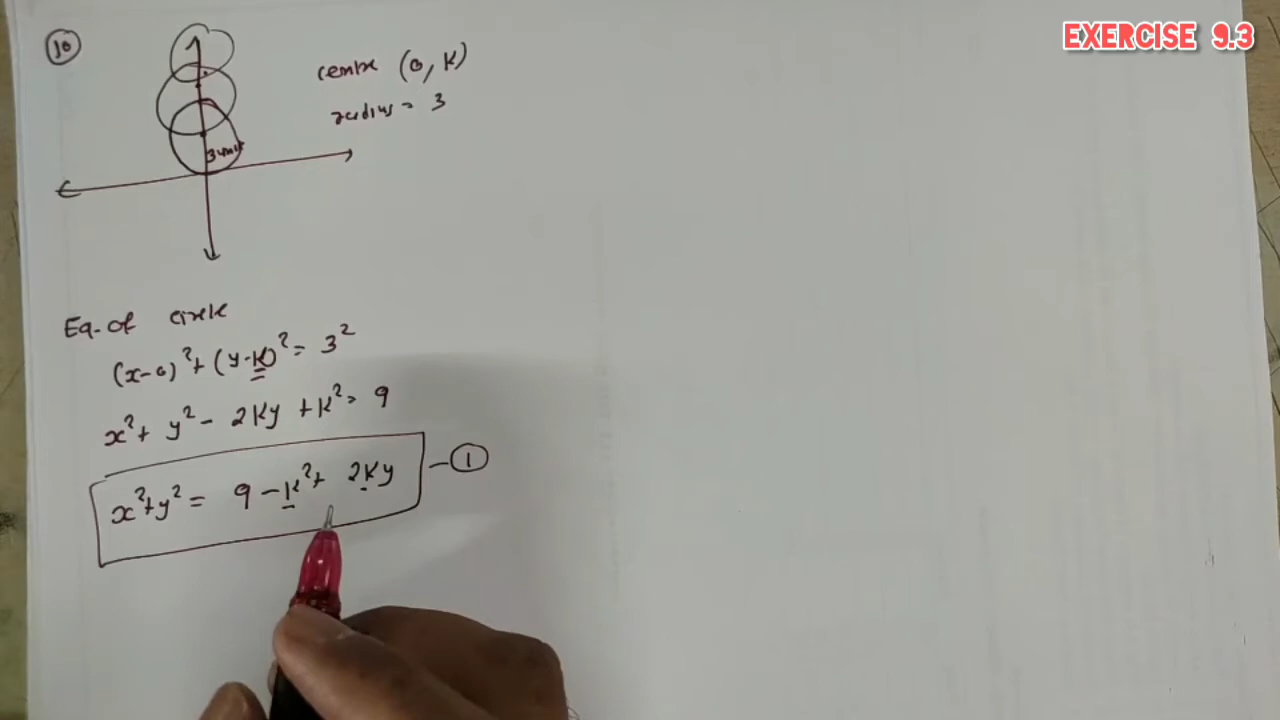 EXERCISE 9.3
10
centre (0, K)
radius = 3
3 unit
Eq. of circle
(x-0)² + (y-K)² = 3²
x² + y² - 2Ky + K² = 9
x² + y² = 9 - K² + 2Ky — 1